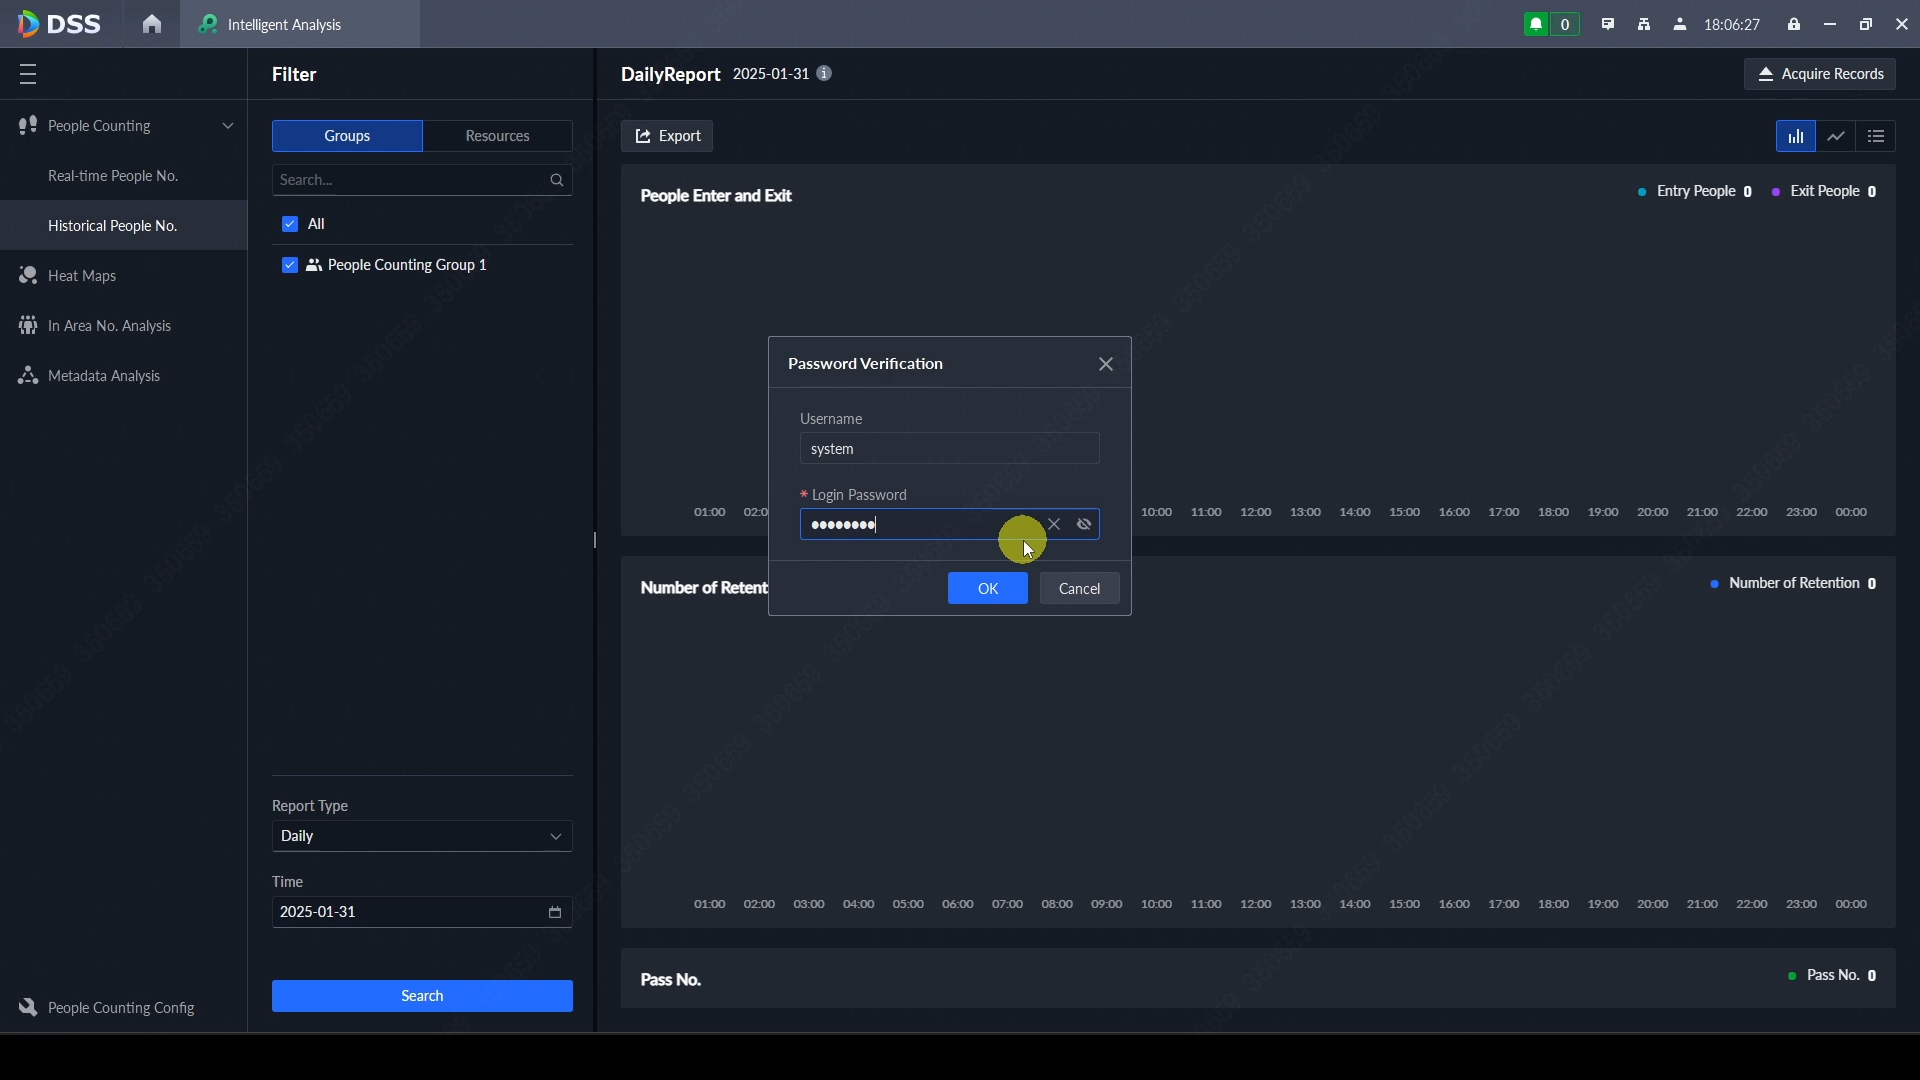 DSS
Intelligent Analysis
0
18:06:27
Filter
DailyReport 2025-01-31
Acquire Records
People Counting
Real-time People No.
Historical People No.
Heat Maps
In Area No. Analysis
Metadata Analysis
People Counting Config
Groups
Resources
Search...
All
People Counting Group 1
Report Type
Daily
Time
2025-01-31
Search
Export
People Enter and Exit
Entry People 0
Exit People 0
01:00 02:0 10:00 11:00 12:00 13:00 14:00 15:00 16:00 17:00 18:00 19:00 20:00 21:00 22:00 23:00 00:00
Password Verification
Username
system
* Login Password
OK
Cancel
Number of Retent
Number of Retention 0
01:00 02:00 03:00 04:00 05:00 06:00 07:00 08:00 09:00 10:00 11:00 12:00 13:00 14:00 15:00 16:00 17:00 18:00 19:00 20:00 21:00 22:00 23:00 00:00
Pass No.
Pass No. 0